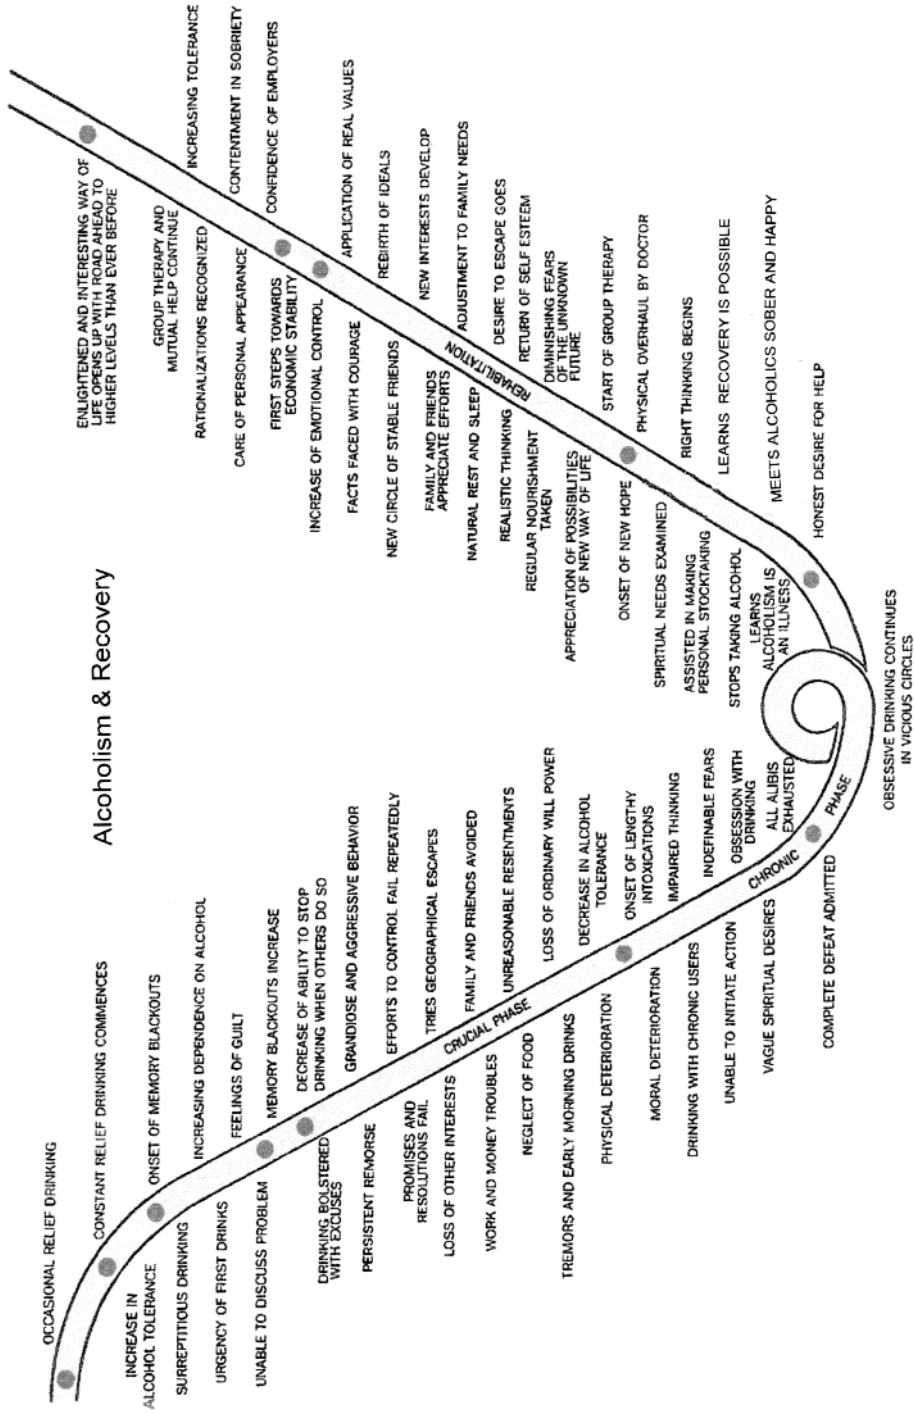 Alcoholism & Recovery
OCCASIONAL RELIEF DRINKING
CONSTANT RELIEF DRINKING COMMENCES
ONSET OF MEMORY BLACKOUTS
INCREASING DEPENDENCE ON ALCOHOL
FEELINGS OF GUILT
MEMORY BLACKOUTS INCREASE
DECREASE OF ABILITY TO STOP
DRINKING WHEN OTHERS DO SO
GRANDIOSE AND AGGRESSIVE BEHAVIOR
EFFORTS TO CONTROL FAIL REPEATEDLY
TRIES GEOGRAPHICAL ESCAPES
FAMILY AND FRIENDS AVOIDED
UNREASONABLE RESENTMENTS
LOSS OF ORDINARY WILL POWER
DECREASE IN ALCOHOL
TOLERANCE
ONSET OF LENGTHY
INTOXICATIONS
IMPAIRED THINKING
INDEFINABLE FEARS
OBSESSION WITH
DRINKING
ALL ALIBIS
EXHAUSTED
INCREASE IN
ALCOHOL TOLERANCE
SURREPTITIOUS DRINKING
URGENCY OF FIRST DRINKS
UNABLE TO DISCUSS PROBLEM
DRINKING BOLSTERED
WITH EXCUSES
PERSISTENT REMORSE
PROMISES AND
RESOLUTIONS FAIL
LOSS OF OTHER INTERESTS
WORK AND MONEY TROUBLES
NEGLECT OF FOOD
TREMORS AND EARLY MORNING DRINKS
PHYSICAL DETERIORATION
MORAL DETERIORATION
DRINKING WITH CHRONIC USERS
UNABLE TO INITIATE ACTION
VAGUE SPIRITUAL DESIRES
COMPLETE DEFEAT ADMITTED
CRUCIAL PHASE
CHRONIC PHASE
OBSESSIVE DRINKING CONTINUES
IN VICIOUS CIRCLES
REHABILITATION
ENLIGHTENED AND INTERESTING WAY OF
LIFE OPENS UP WITH ROAD AHEAD TO
HIGHER LEVELS THAN EVER BEFORE
GROUP THERAPY AND
MUTUAL HELP CONTINUE
RATIONALIZATIONS RECOGNIZED
CARE OF PERSONAL APPEARANCE
FIRST STEPS TOWARDS
ECONOMIC STABILITY
INCREASE OF EMOTIONAL CONTROL
FACTS FACED WITH COURAGE
NEW CIRCLE OF STABLE FRIENDS
FAMILY AND FRIENDS
APPRECIATE EFFORTS
NATURAL REST AND SLEEP
REALISTIC THINKING
REGULAR NOURISHMENT
TAKEN
APPRECIATION OF POSSIBILITIES
OF NEW WAY OF LIFE
ONSET OF NEW HOPE
SPIRITUAL NEEDS EXAMINED
ASSISTED IN MAKING
PERSONAL STOCKTAKING
STOPS TAKING ALCOHOL
LEARNS
ALCOHOLISM IS
AN ILLNESS
INCREASING TOLERANCE
CONTENTMENT IN SOBRIETY
CONFIDENCE OF EMPLOYERS
APPLICATION OF REAL VALUES
REBIRTH OF IDEALS
NEW INTERESTS DEVELOP
ADJUSTMENT TO FAMILY NEEDS
DESIRE TO ESCAPE GOES
RETURN OF SELF ESTEEM
DIMINISHING FEARS
OF THE UNKNOWN
FUTURE
START OF GROUP THERAPY
PHYSICAL OVERHAUL BY DOCTOR
RIGHT THINKING BEGINS
LEARNS RECOVERY IS POSSIBLE
MEETS ALCOHOLICS SOBER AND HAPPY
HONEST DESIRE FOR HELP